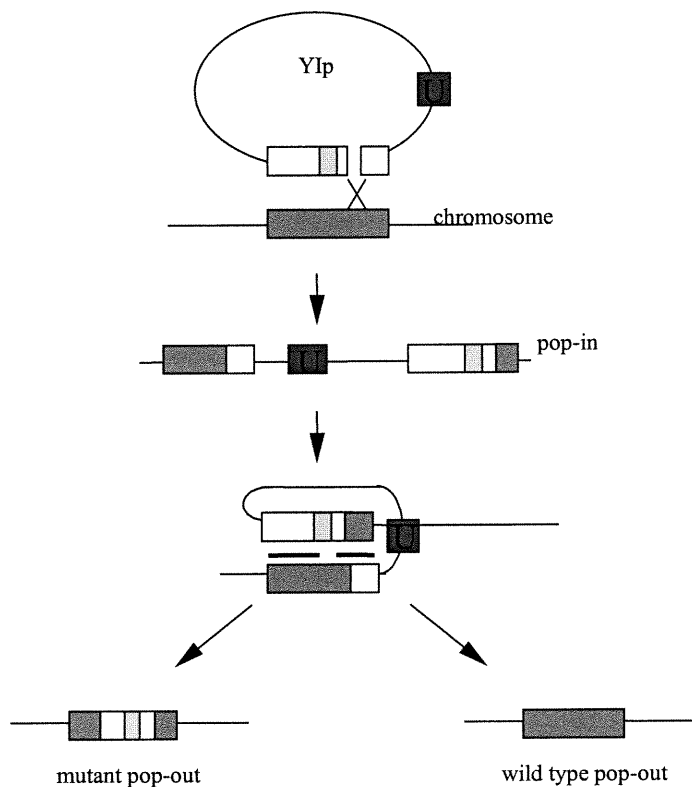 YIp
U
chromosome
pop-in
U
U
mutant pop-out
wild type pop-out